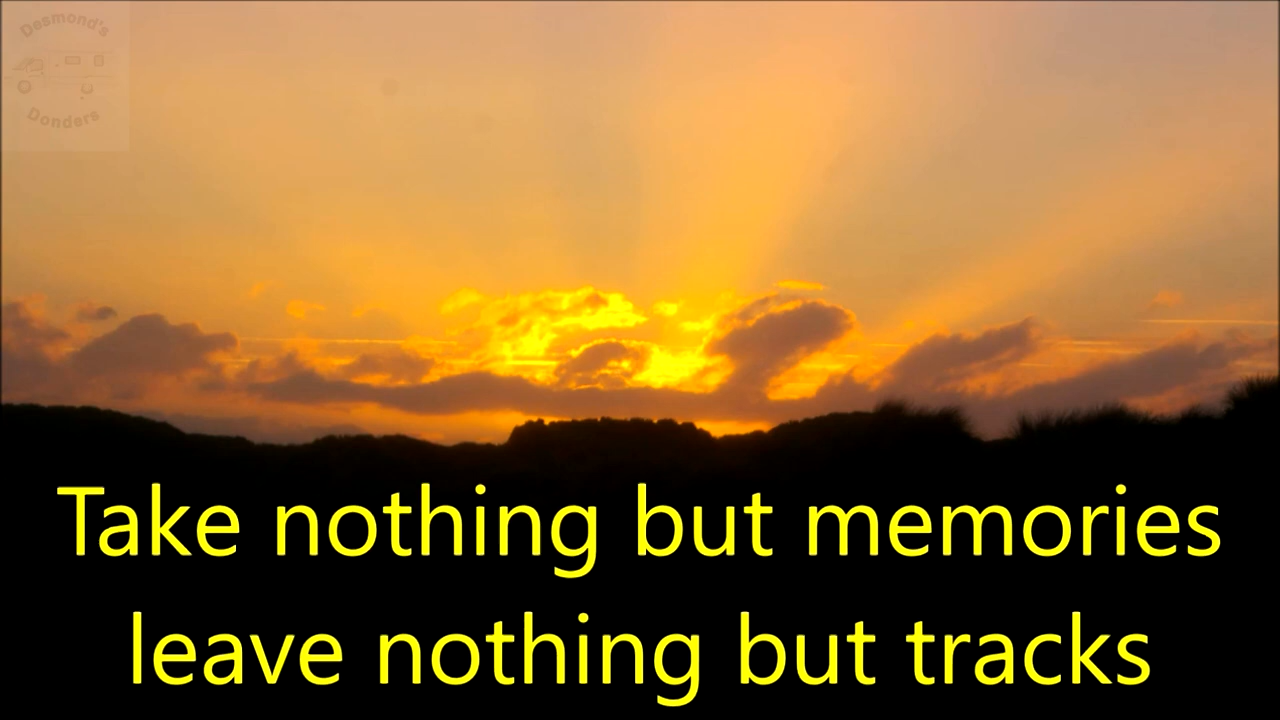 Desmond's
Donders
Take nothing but memories
leave nothing but tracks